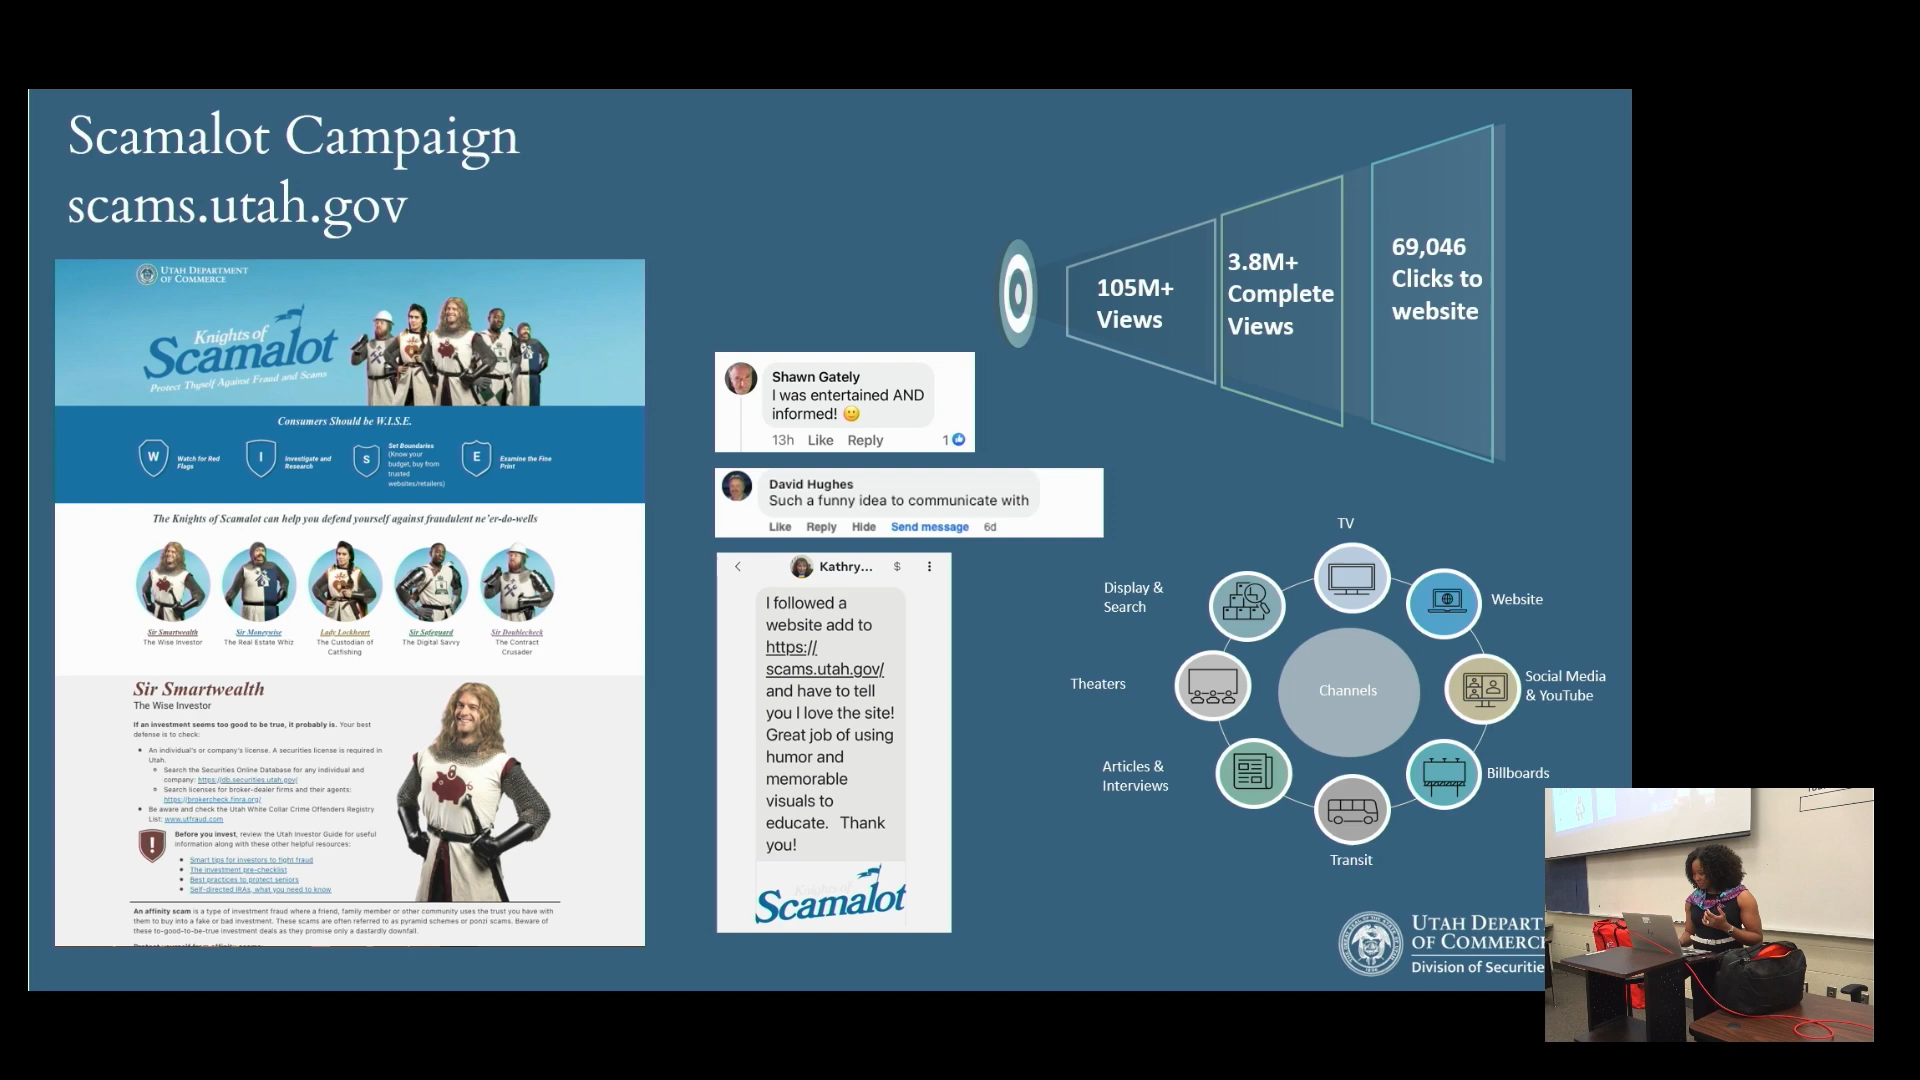 Scamalot Campaign
scams.utah.gov
UTAH DEPARTMENT
OF COMMERCE
Knights of
Scamalot
Protect Thyself Against Fraud and Scams
Consumers Should be W.I.S.E.
W
Watch for Red
Flags
I
Investigate and
Research
S
Set Boundaries
(Know your
budget, buy from
trusted
websites/retailers)
E
Examine the Fine
Print
The Knights of Scamalot can help you defend yourself against fraudulent ne'er-do-wells
Sir Smartwealth
The Wise Investor
Sir Moneywise
The Real Estate Whiz
Lady Lockheart
The Custodian of
Catfishing
Sir Safeguard
The Digital Savvy
Sir Doublecheck
The Contract
Crusader
Sir Smartwealth
The Wise Investor
If an investment seems too good to be true, it probably is. Your best
defense is to check:
An individual's or company's license. A securities license is required in
Utah.
Search the Securities Online Database for any individual and
company: https://db.securities.utah.gov/
Search licenses for broker-dealer firms and their agents:
https://brokercheck.finra.org/
Be aware and check the Utah White Collar Crime Offenders Registry
List: www.utfraud.com
Before you invest, review the Utah Investor Guide for useful
information along with these other helpful resources:
Smart tips for investors to fight fraud
The investment pre-checklist
Best practices to protect seniors
Self-directed IRAs, what you need to know
An affinity scam is a type of investment fraud where a friend, family member or other community uses the trust you have with
them to buy into a fake or bad investment. These scams are often referred to as pyramid schemes or ponzi scams. Beware of
these to-good-to-be-true investment deals as they promise only a dastardly downfall.
Shawn Gately
I was entertained AND
informed! 🙂
13h Like Reply 1
David Hughes
Such a funny idea to communicate with
Like Reply Hide Send message 6d
Kathry... $
I followed a
website add to
https://
scams.utah.gov/
and have to tell
you I love the site!
Great job of using
humor and
memorable
visuals to
educate. Thank
you!
Knights of
Scamalot
105M+
Views
3.8M+
Complete
Views
69,046
Clicks to
website
TV
Website
Social Media
& YouTube
Billboards
Transit
Articles &
Interviews
Theaters
Display &
Search
Channels
UTAH DEPART
OF COMMERCE
Division of Securitie